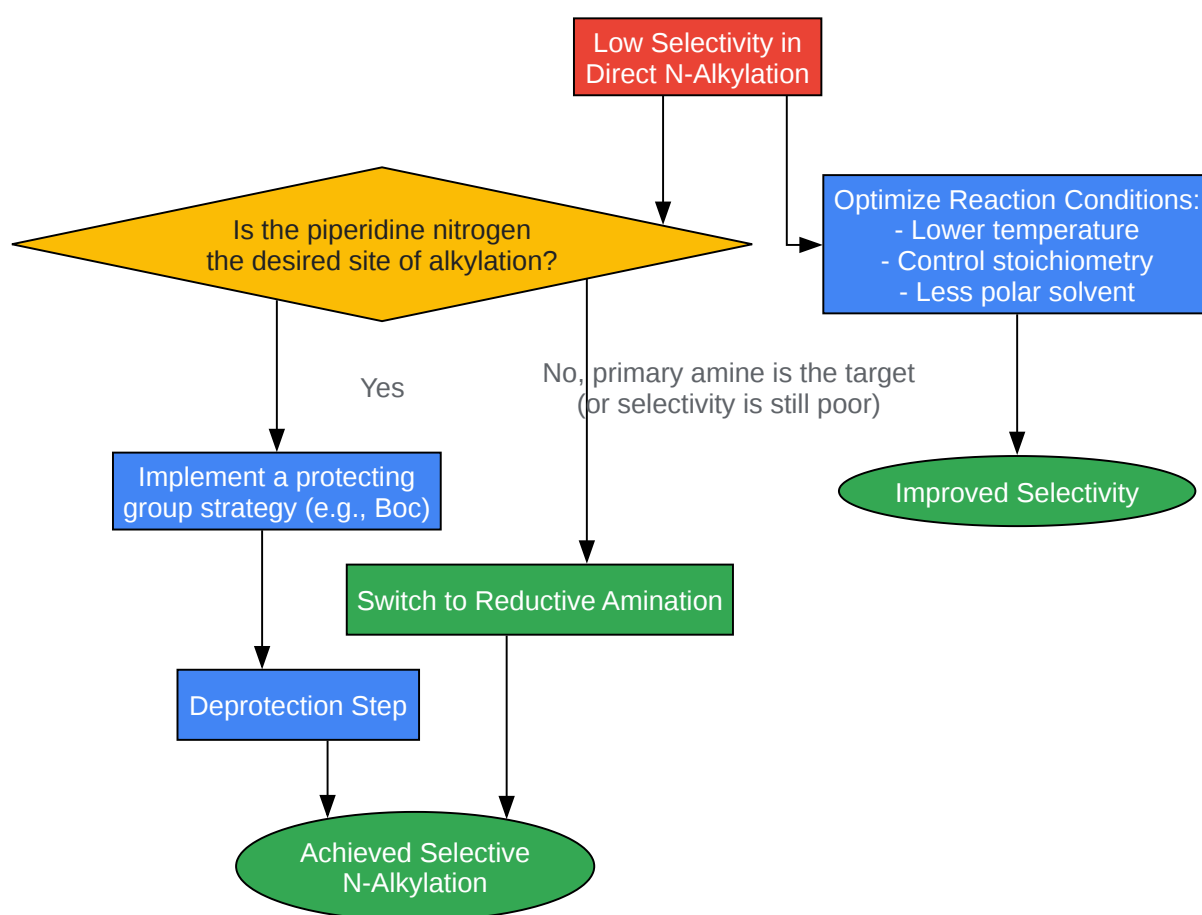 Low Selectivity in
Direct N-Alkylation
Is the piperidine nitrogen
the desired site of alkylation?
Optimize Reaction Conditions:
- Lower temperature
- Control stoichiometry
- Less polar solvent
Yes
No, primary amine is the target
(or selectivity is still poor)
Implement a protecting
group strategy (e.g., Boc)
Improved Selectivity
Switch to Reductive Amination
Deprotection Step
Achieved Selective
N-Alkylation